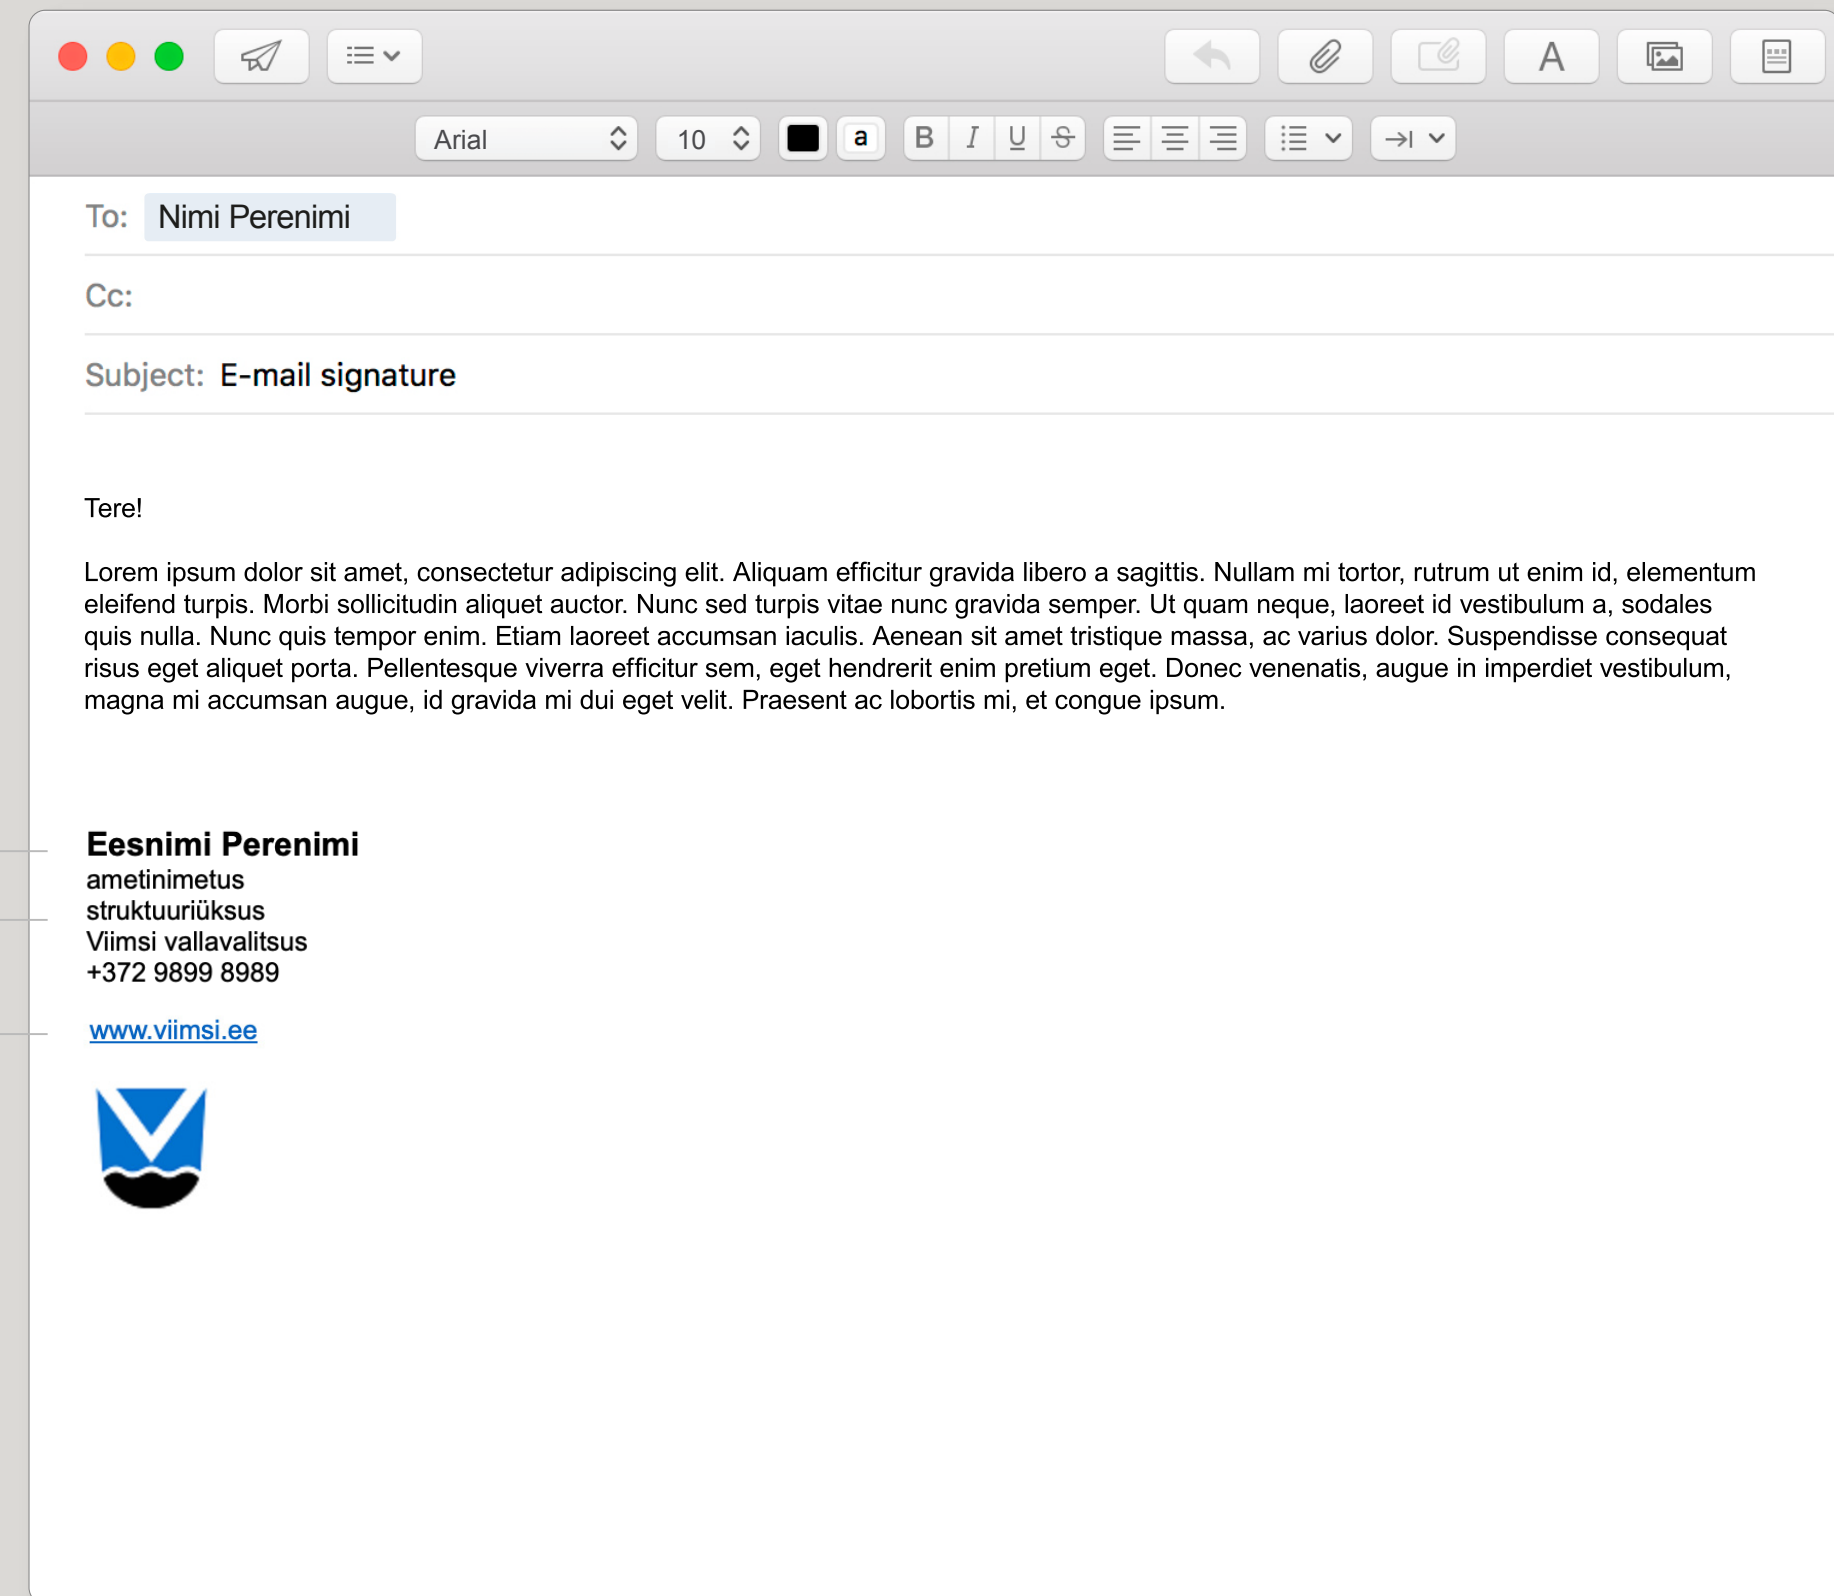 Arial 10 a B I U S
To: Nimi Perenimi
Cc:
Subject: E-mail signature
Tere!
Lorem ipsum dolor sit amet, consectetur adipiscing elit. Aliquam efficitur gravida libero a sagittis. Nullam mi tortor, rutrum ut enim id, elementum
eleifend turpis. Morbi sollicitudin aliquet auctor. Nunc sed turpis vitae nunc gravida semper. Ut quam neque, laoreet id vestibulum a, sodales
quis nulla. Nunc quis tempor enim. Etiam laoreet accumsan iaculis. Aenean sit amet tristique massa, ac varius dolor. Suspendisse consequat
risus eget aliquet porta. Pellentesque viverra efficitur sem, eget hendrerit enim pretium eget. Donec venenatis, augue in imperdiet vestibulum,
magna mi accumsan augue, id gravida mi dui eget velit. Praesent ac lobortis mi, et congue ipsum.
Eesnimi Perenimi
ametinimetus
struktuuriüksus
Viimsi vallavalitsus
+372 9899 8989
www.viimsi.ee